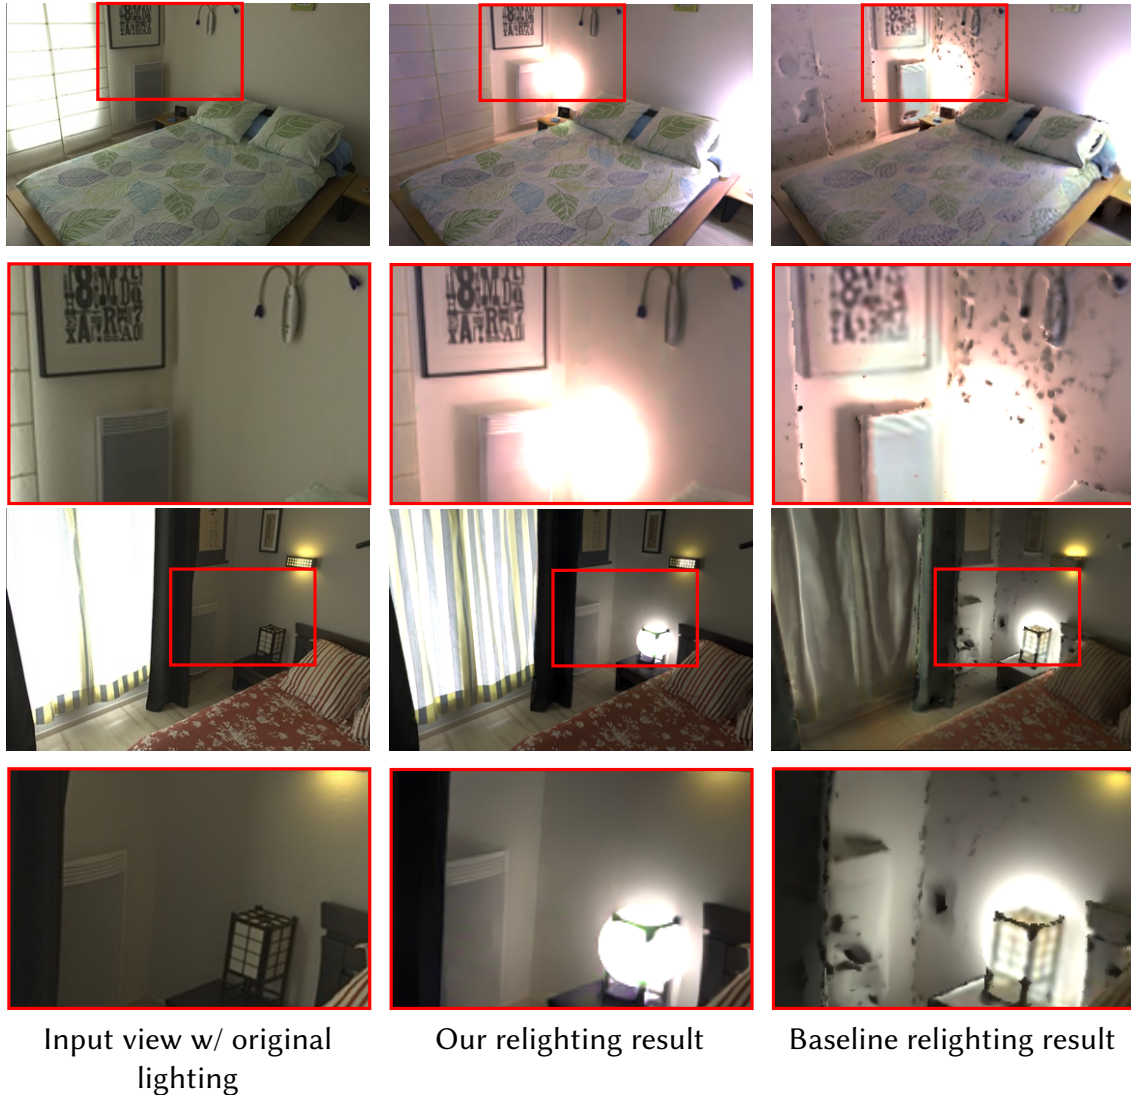 Input view w/ original
lighting
Our relighting result
Baseline relighting result